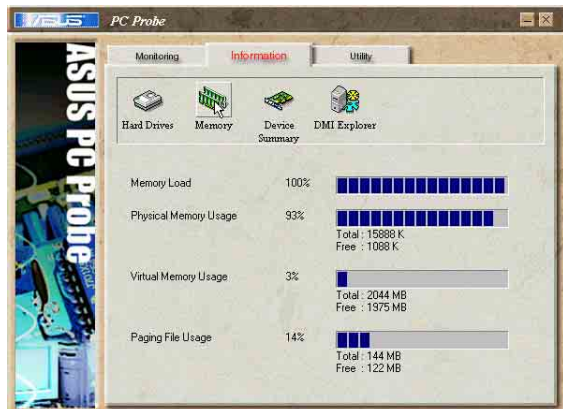 ASUS PC Probe
ASUS PC Probe
Monitoring
Information
Utility
Hard Drives
Memory
Device
Summary
DMI Explorer
Memory Load 100%
Physical Memory Usage 93%
Total : 15888 K
Free : 1088 K
Virtual Memory Usage 3%
Total : 2044 MB
Free : 1975 MB
Paging File Usage 14%
Total : 144 MB
Free : 122 MB